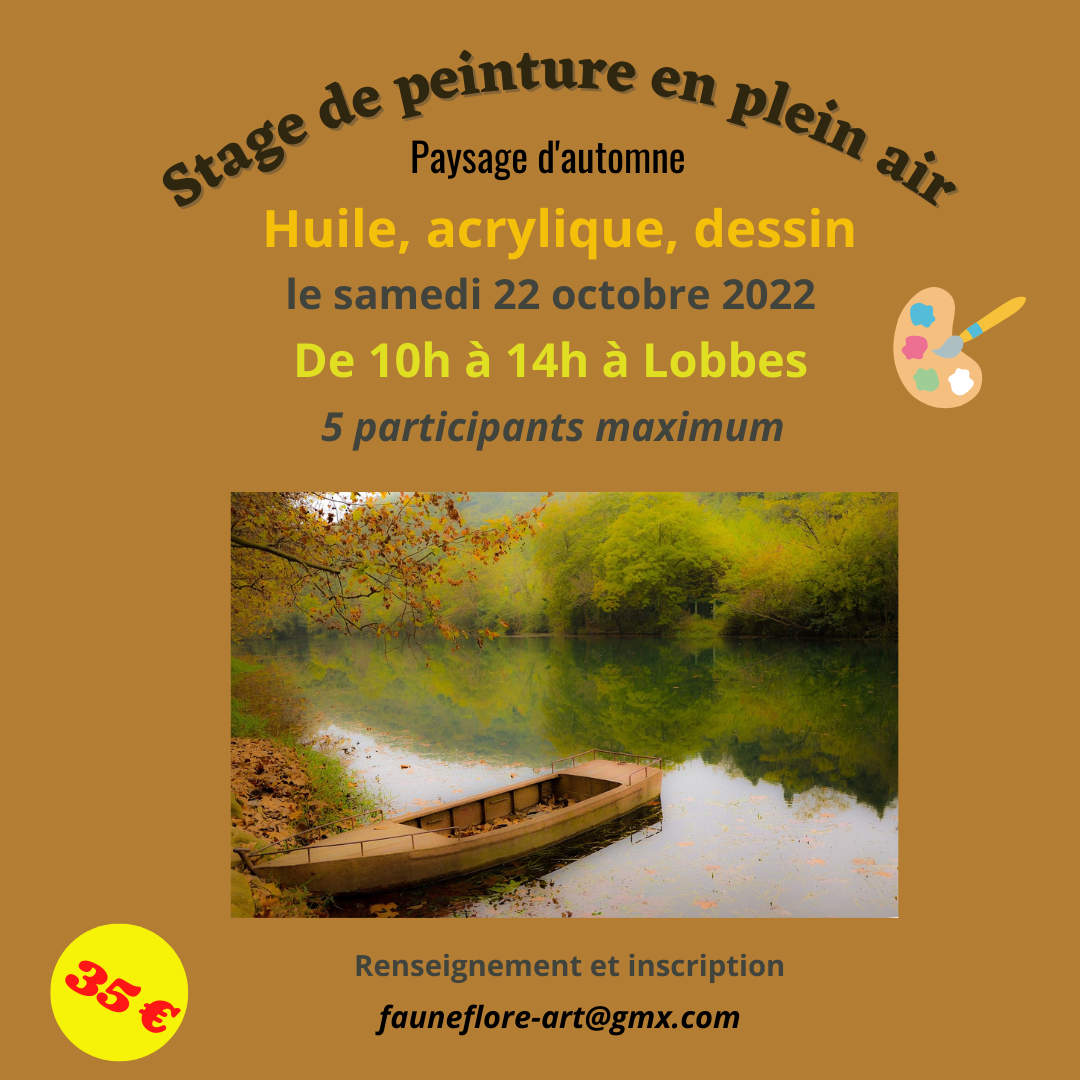 Stage de peinture en plein air
Paysage d'automne
Huile, acrylique, dessin
le samedi 22 octobre 2022
De 10h à 14h à Lobbes
5 participants maximum
35 €
Renseignement et inscription
fauneflore-art@gmx.com